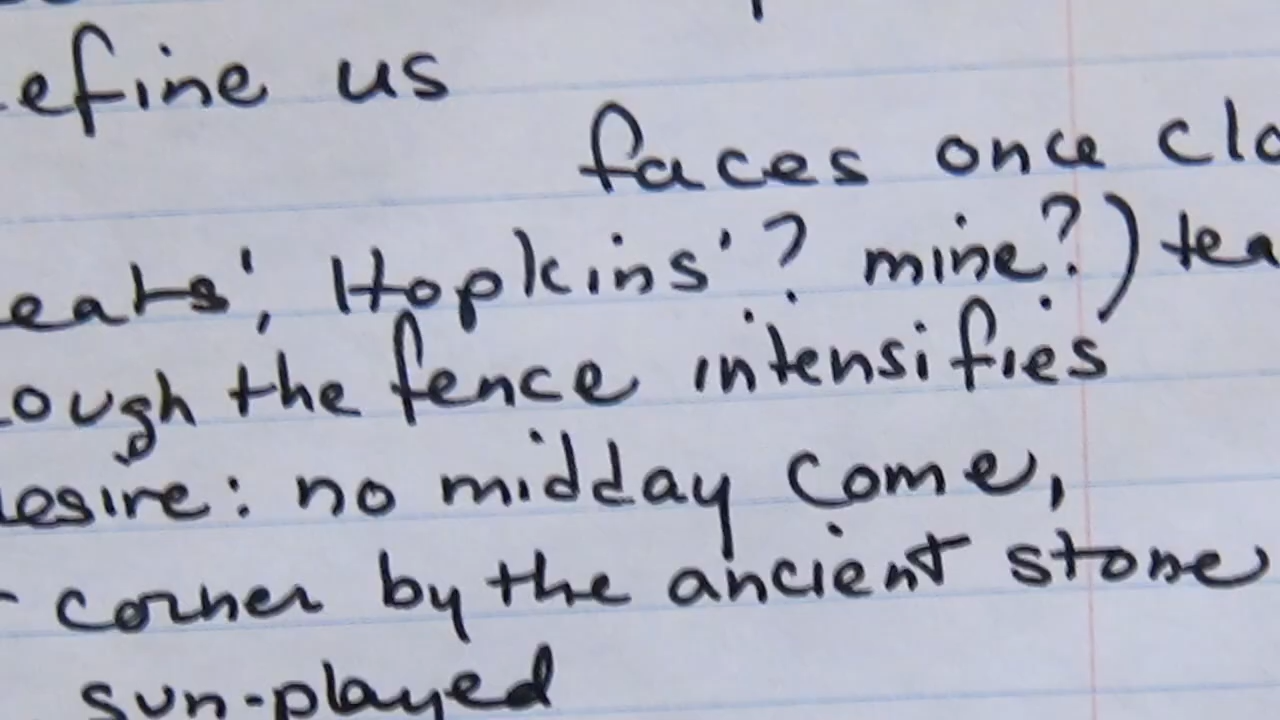 efine us
faces once clo
eats', Hopkins'? mine?) tea
ough the fence intensifies
esire: no midday come,
corner by the ancient stone
sun-played